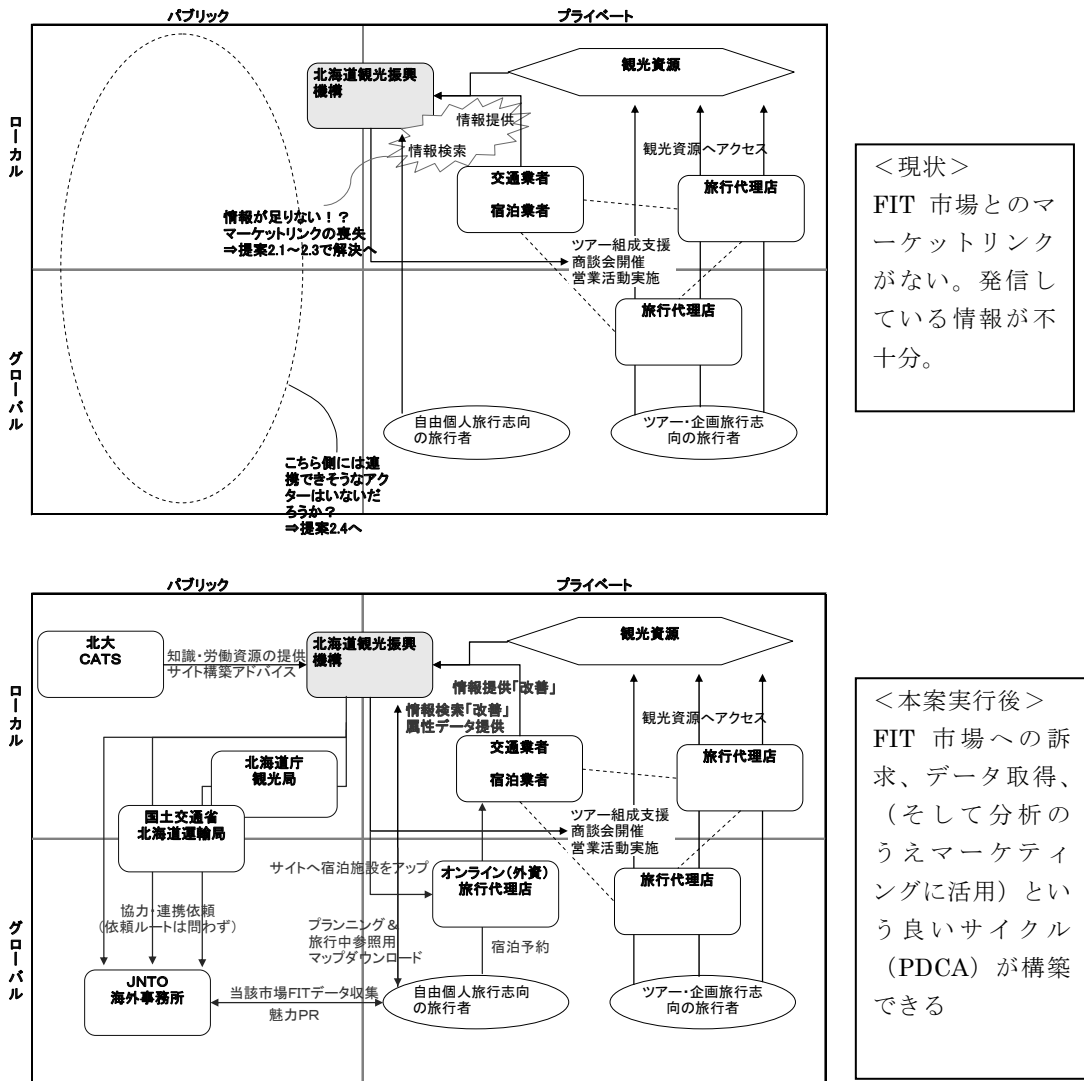 パブリック
プライベート
ローカル
グローバル
北海道観光振興
機構
観光資源
情報提供
情報検索
観光資源へアクセス
交通業者
宿泊業者
旅行代理店
情報が足りない！？
マーケットリンクの喪失
⇒提案2.1～2.3で解決へ
ツアー組成支援
商談会開催
営業活動実施
旅行代理店
自由個人旅行志向
の旅行者
ツアー・企画旅行志
向の旅行者
こちら側には連
携できそうなアク
ターはいないだ
ろうか？
⇒提案2.4へ
＜現状＞
FIT 市場とのマ
ーケットリンク
がない。発信し
ている情報が不
十分。
パブリック
プライベート
ローカル
グローバル
北大
CATS
知識・労働資源の提供
サイト構築アドバイス
北海道観光振興
機構
観光資源
情報提供「改善」
情報検索「改善」
属性データ提供
観光資源へアクセス
交通業者
宿泊業者
旅行代理店
北海道庁
観光局
国土交通省
北海道運輸局
ツアー組成支援
商談会開催
営業活動実施
サイトへ宿泊施設をアップ
オンライン（外資）
旅行代理店
旅行代理店
協力・連携依頼
（依頼ルートは問わず）
プランニング＆
旅行中参照用
マップダウンロード
宿泊予約
JNTO
海外事務所
当該市場FITデータ収集
魅力PR
自由個人旅行志向
の旅行者
ツアー・企画旅行志
向の旅行者
＜本案実行後＞
FIT 市場への訴
求、データ取得、
（そして分析の
うえマーケティ
ングに活用）とい
う良いサイクル
（PDCA）が構築
できる